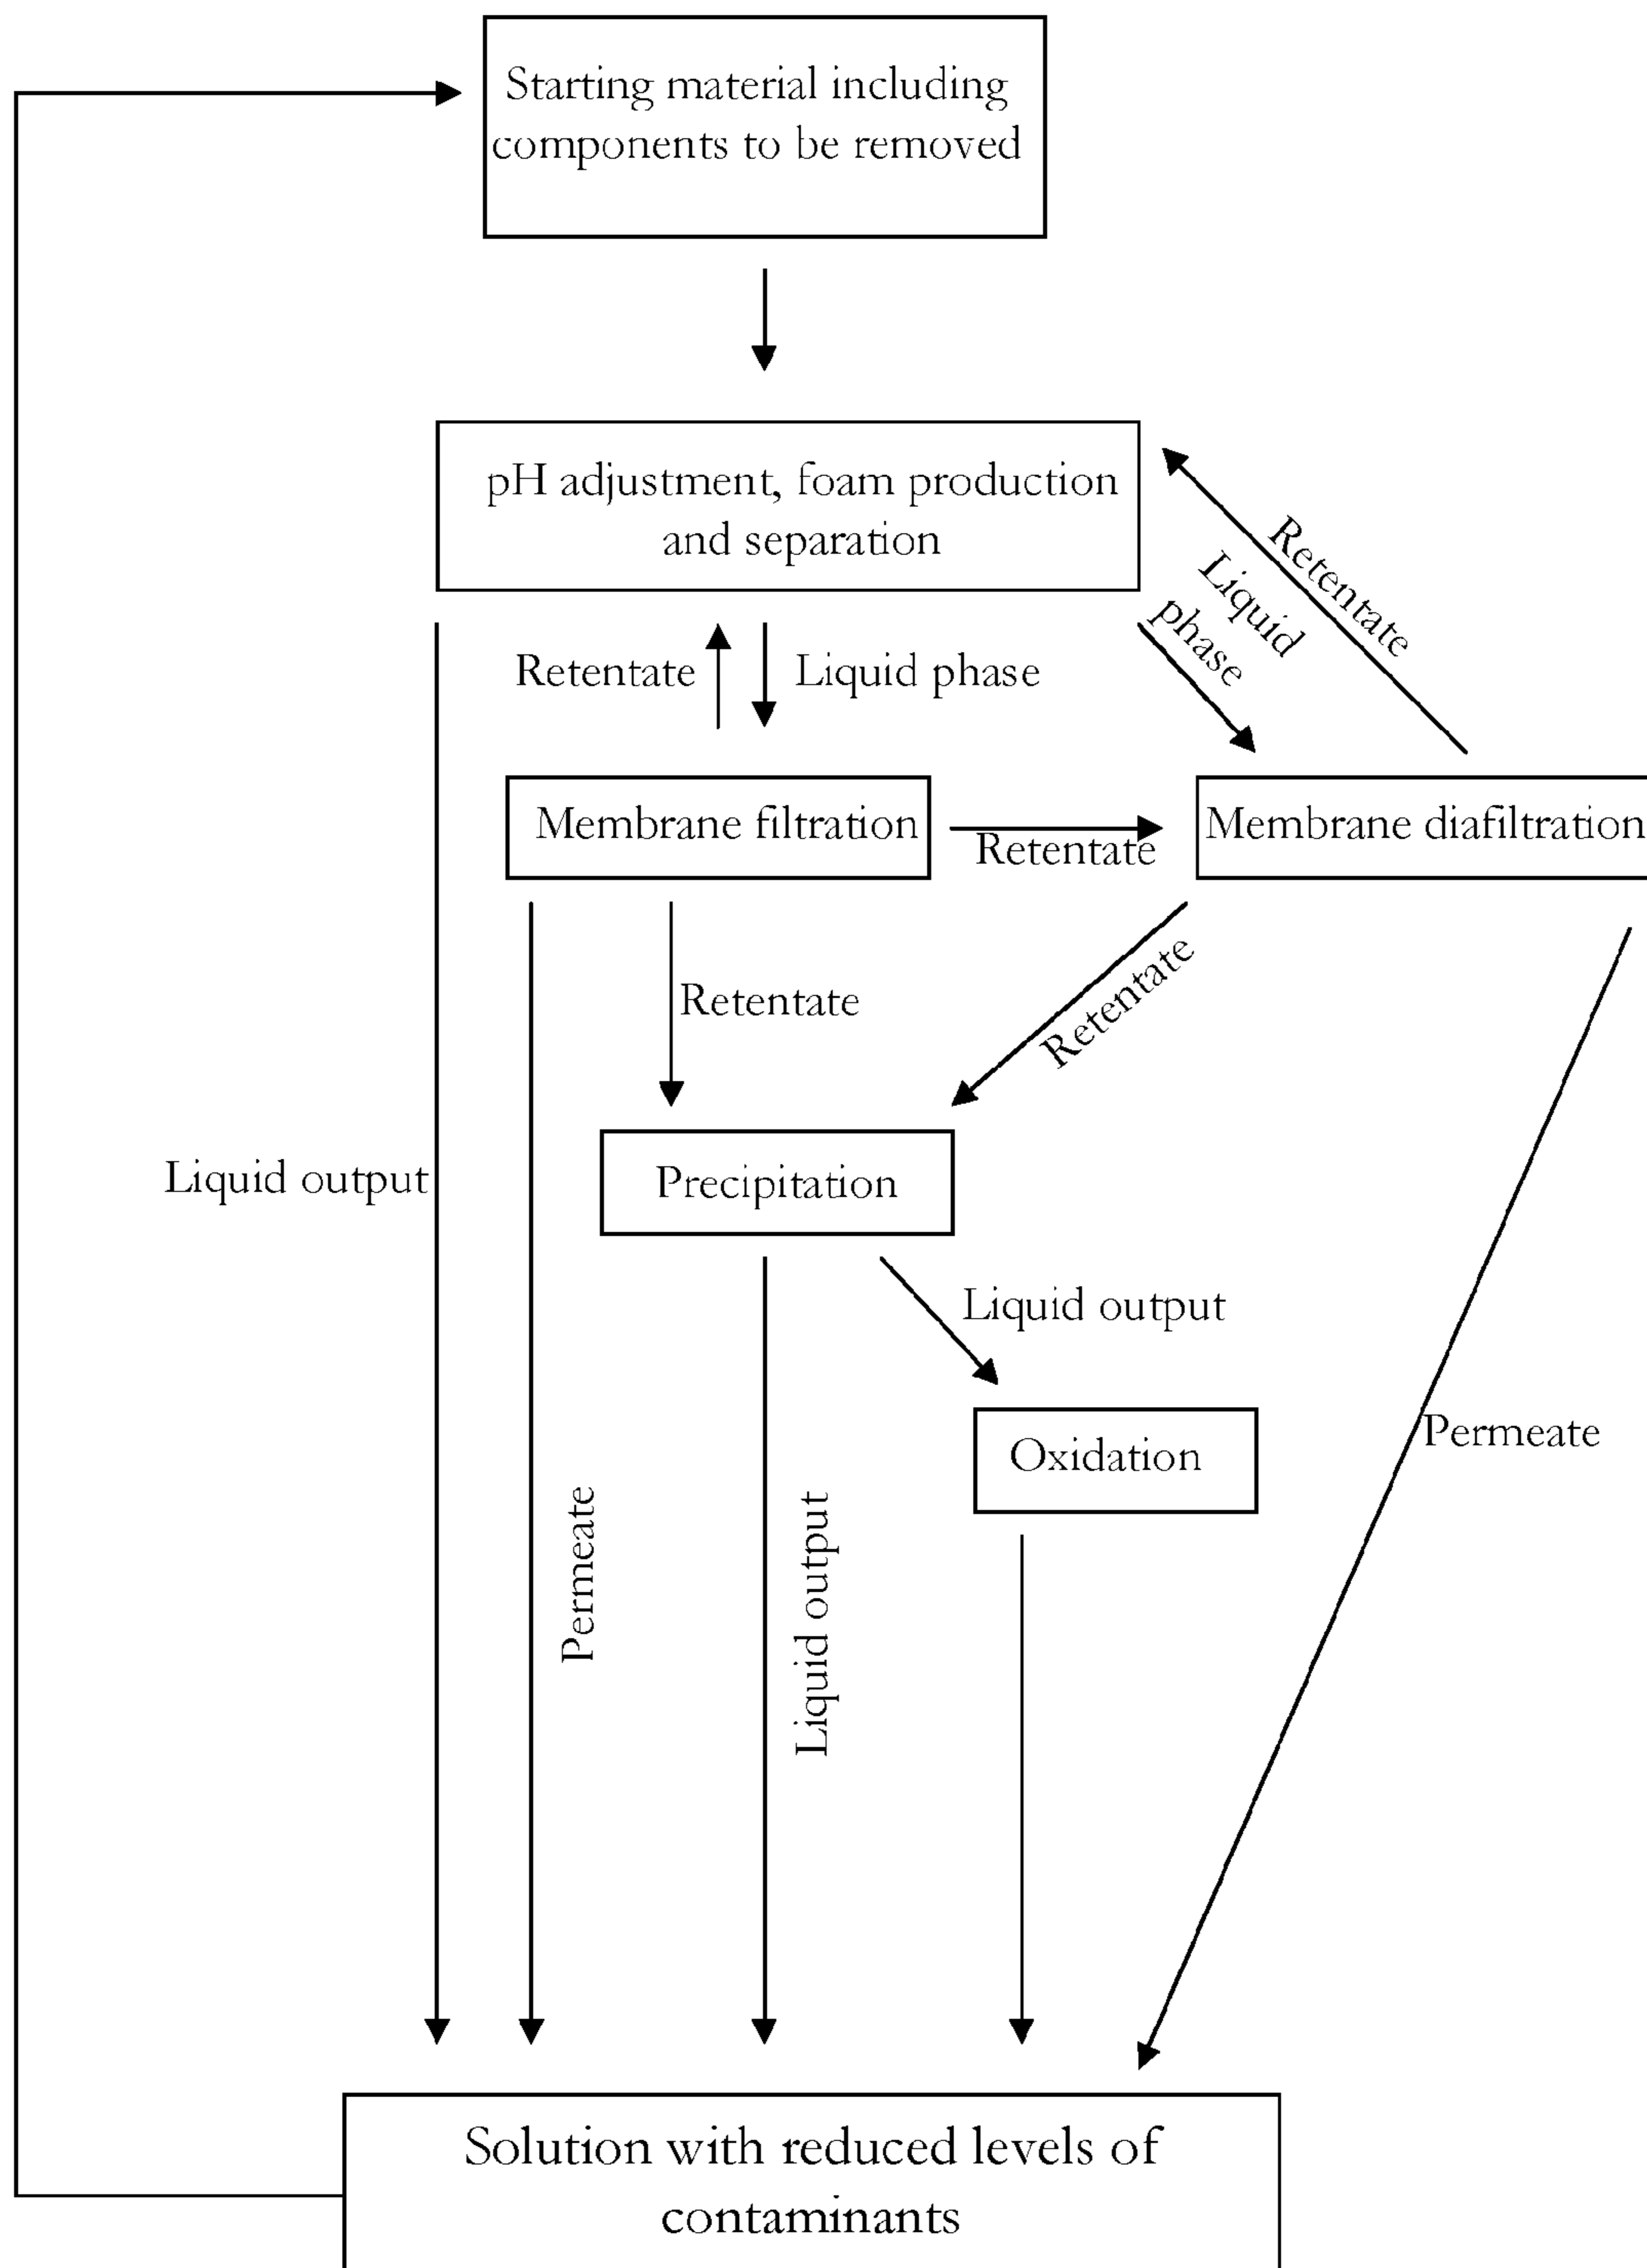 Starting material including
components to be removed
pH adjustment, foam production
and separation
Retentate
Liquid phase
Liquid
phase
Retentate
Membrane filtration
Retentate
Membrane diafiltration
Retentate
Retentate
Liquid output
Precipitation
Liquid output
Oxidation
Permeate
Permeate
Liquid output
Solution with reduced levels of
contaminants